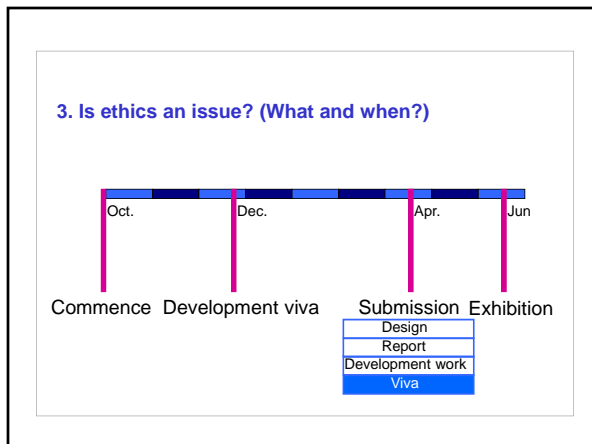 3. Is ethics an issue? (What and when?)
Oct. Dec. Apr. Jun
Commence Development viva Submission Exhibition
Design
Report
Development work
Viva